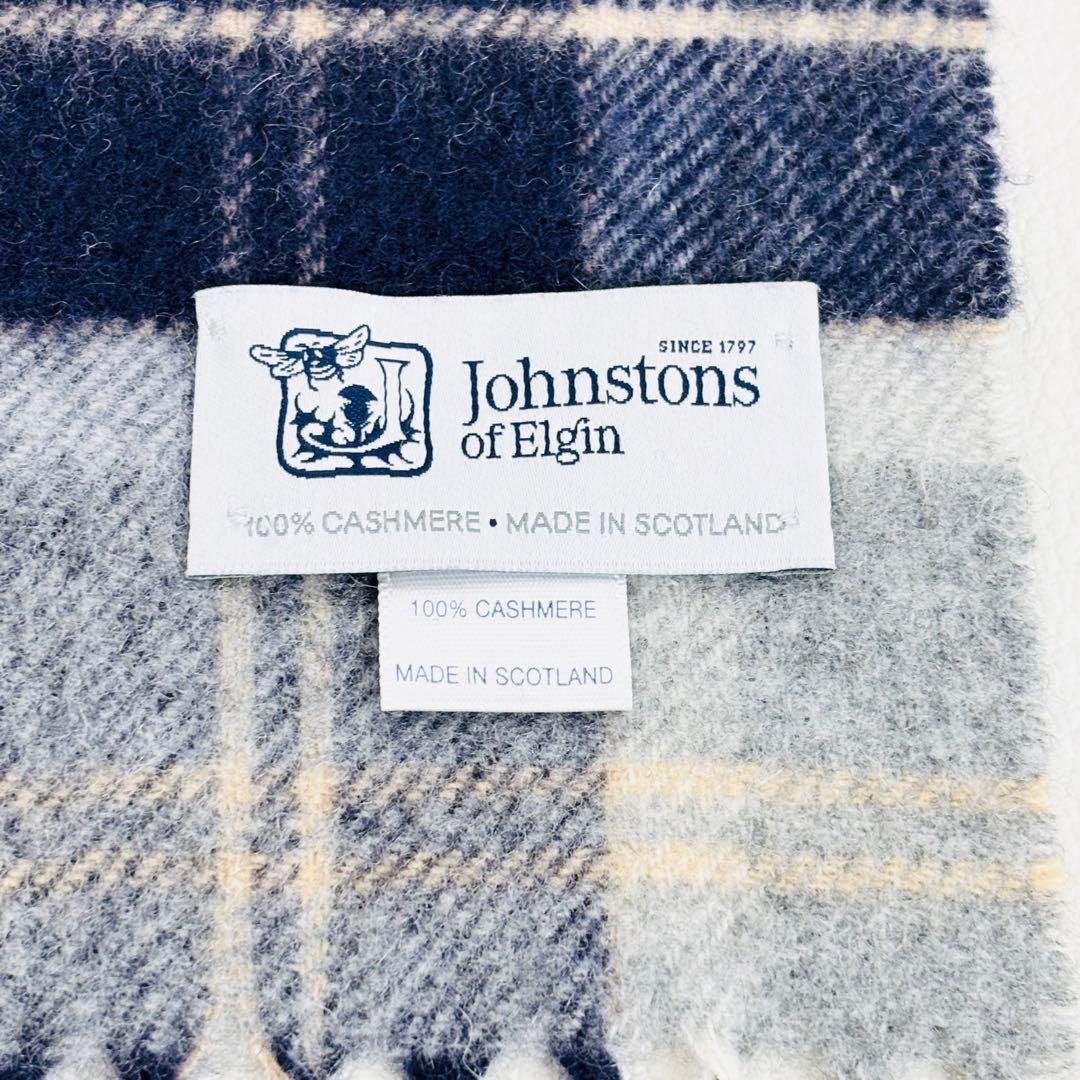 SINCE 1797
Johnstons
of Elgin
100% CASHMERE • MADE IN SCOTLAND
100% CASHMERE
MADE IN SCOTLAND